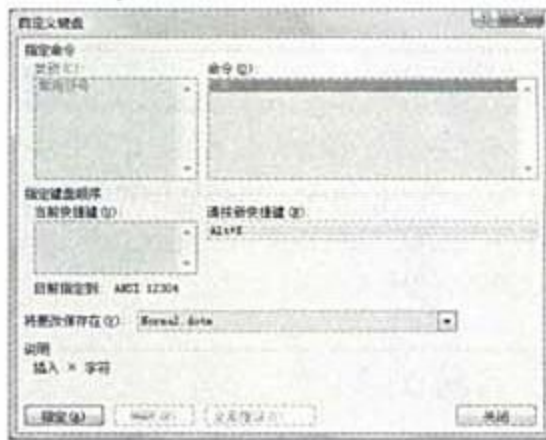 自定义键盘
指定命令
类别(C):
命令(O):
常用符号
指定键盘顺序
当前快捷键(U)
请按新快捷键(N)
目前指定到: ANSI 12304
将更改保存在(V) Normal.dotm
说明
插入 × 字符
指定(A)
关闭